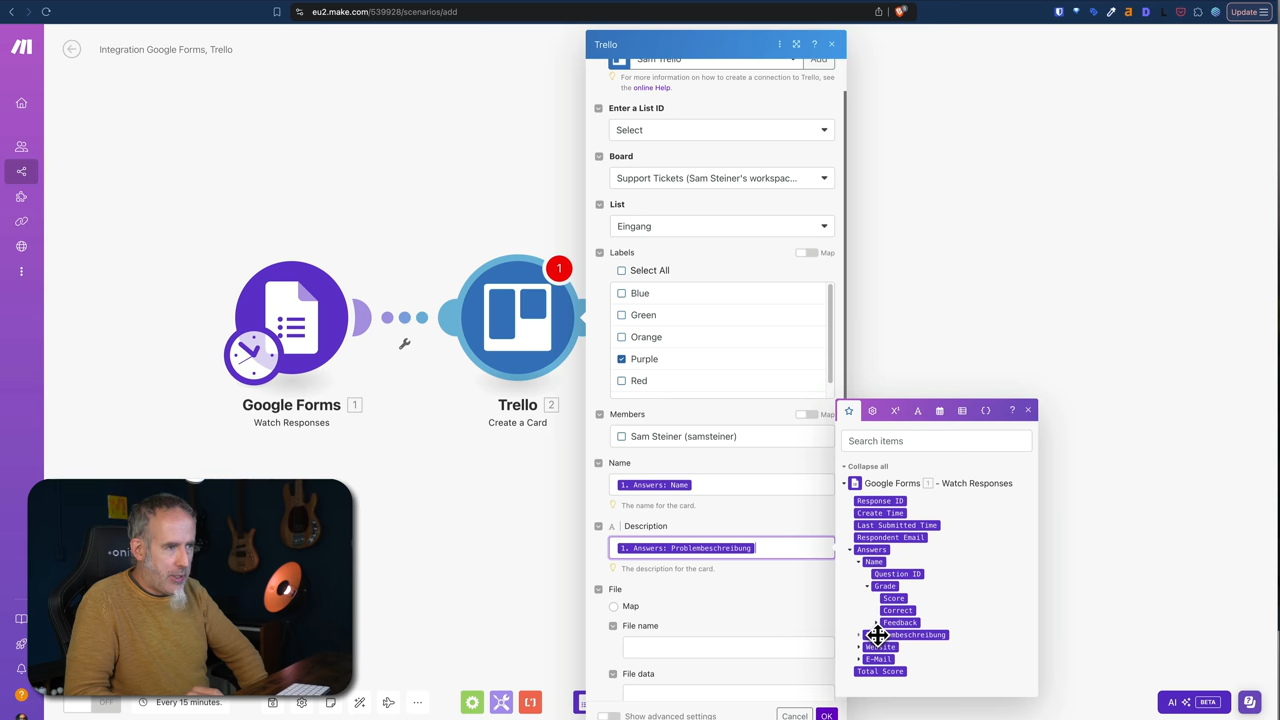 eu2.make.com/539928/scenarios/add
Update
Integration Google Forms, Trello
Trello
?
Sam Trello
Add
For more information on how to create a connection to Trello, see
the online Help.
Enter a List ID
Select
Board
Support Tickets (Sam Steiner's workspac...
List
Eingang
Labels
Map
Select All
Blue
Green
Orange
Purple
Red
Members
Map
Sam Steiner (samsteiner)
Name
1. Answers: Name
The name for the card.
A | Description
1. Answers: Problembeschreibung
The description for the card.
File
Map
File name
File data
Show advanced settings
Cancel
OK
1
Google Forms 1
Watch Responses
Trello 2
Create a Card
Search items
Collapse all
Google Forms 1 - Watch Responses
Response ID
Create Time
Last Submitted Time
Respondent Email
Answers
Name
Question ID
Grade
Score
Correct
Feedback
mbeschreibung
Website
E-Mail
Total Score
OFF
Every 15 minutes.
AI BETA